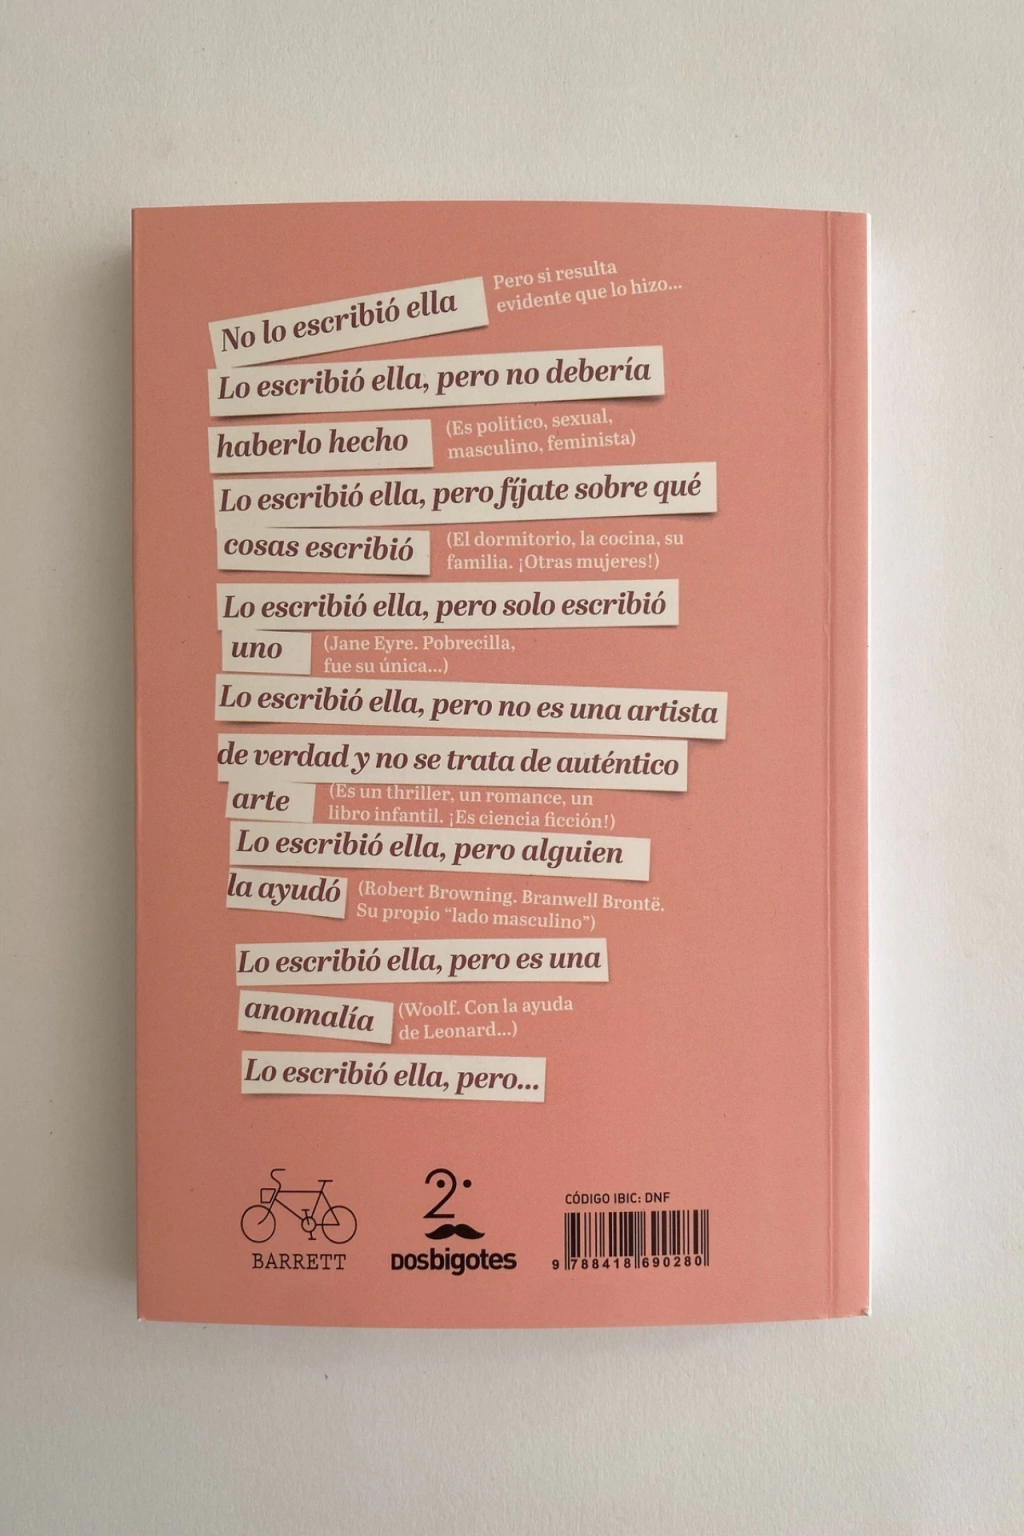 No lo escribió ella
Pero si resulta
evidente que lo hizo...
Lo escribió ella, pero no debería
haberlo hecho
(Es político, sexual,
masculino, feminista)
Lo escribió ella, pero fíjate sobre qué
cosas escribió
(El dormitorio, la cocina, su
familia. ¡Otras mujeres!)
Lo escribió ella, pero solo escribió
uno
(Jane Eyre. Pobrecilla,
fue su única...)
Lo escribió ella, pero no es una artista
de verdad y no se trata de auténtico
arte
(Es un thriller, un romance, un
libro infantil. ¡Es ciencia ficción!)
Lo escribió ella, pero alguien
la ayudó
(Robert Browning. Branwell Brontë.
Su propio “lado masculino”)
Lo escribió ella, pero es una
anomalía
(Woolf. Con la ayuda
de Leonard...)
Lo escribió ella, pero...
BARRETT
2
DOSbigotes
CÓDIGO IBIC: DNF
9 788418 690280